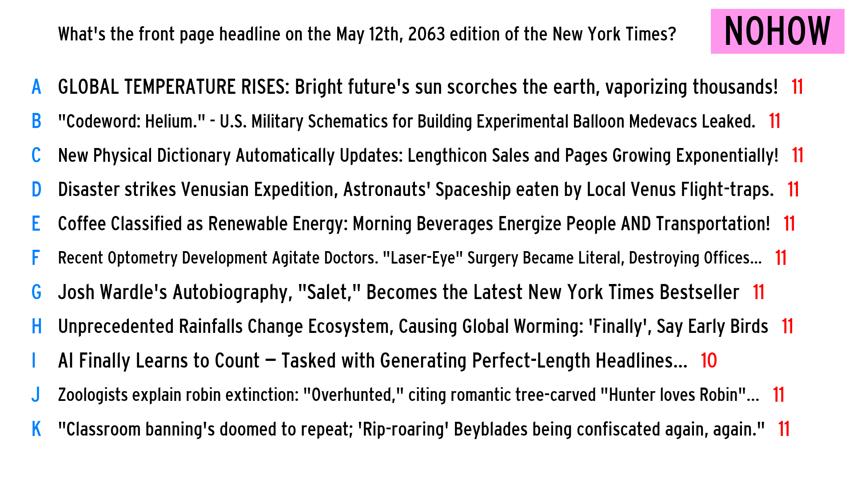 What's the front page headline on the May 12th, 2063 edition of the New York Times?
NOHOW
A GLOBAL TEMPERATURE RISES: Bright future's sun scorches the earth, vaporizing thousands! 11
B "Codeword: Helium." - U.S. Military Schematics for Building Experimental Balloon Medevacs Leaked. 11
C New Physical Dictionary Automatically Updates: Lengthicon Sales and Pages Growing Exponentially! 11
D Disaster strikes Venusian Expedition, Astronauts' Spaceship eaten by Local Venus Flight-traps. 11
E Coffee Classified as Renewable Energy: Morning Beverages Energize People AND Transportation! 11
F Recent Optometry Development Agitate Doctors. "Laser-Eye" Surgery Became Literal, Destroying Offices... 11
G Josh Wardle's Autobiography, "Salet," Becomes the Latest New York Times Bestseller 11
H Unprecedented Rainfalls Change Ecosystem, Causing Global Worming: 'Finally', Say Early Birds 11
I AI Finally Learns to Count – Tasked with Generating Perfect-Length Headlines... 10
J Zoologists explain robin extinction: "Overhunted," citing romantic tree-carved "Hunter loves Robin"... 11
K "Classroom banning's doomed to repeat; 'Rip-roaring' Beyblades being confiscated again, again." 11